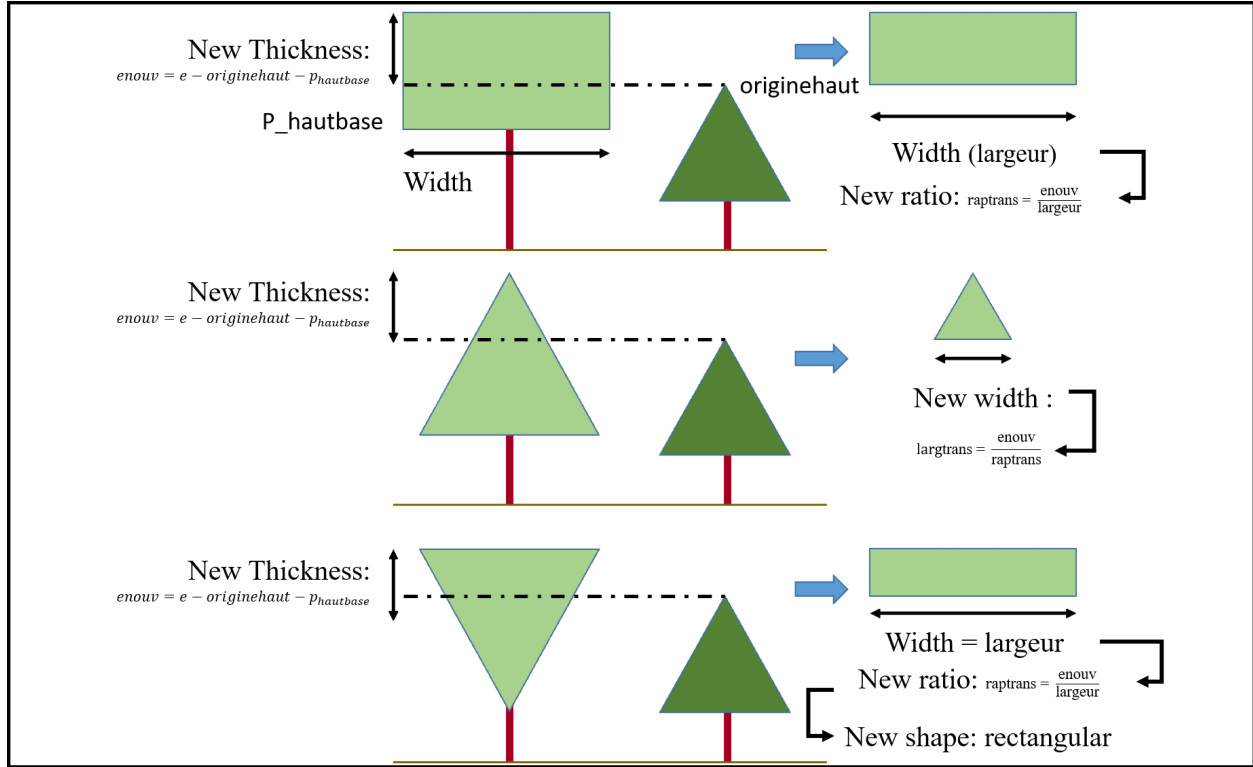 New Thickness:
enouv = e − originehaut − p_hautbase
P_hautbase
Width
originehaut
Width (largeur)
New ratio: raptrans = enouv/largeur
New Thickness:
enouv = e − originehaut − p_hautbase
New width :
largtrans = enouv/raptrans
New Thickness:
enouv = e − originehaut − p_hautbase
Width = largeur
New ratio: raptrans = enouv/largeur
New shape: rectangular